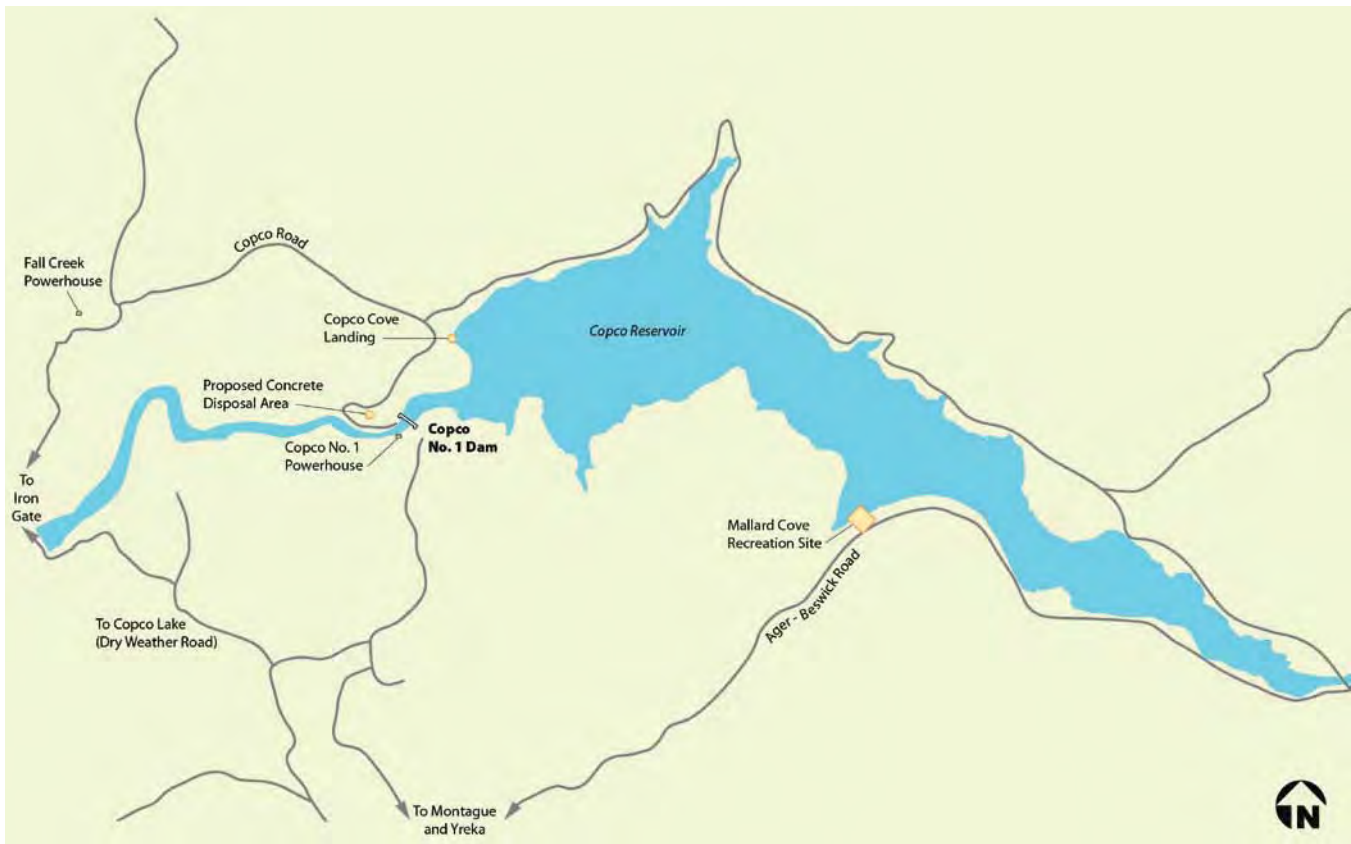 Copco Road
Fall Creek
Powerhouse
Copco Cove
Landing
Copco Reservoir
Proposed Concrete
Disposal Area
Copco
No. 1 Dam
Copco No. 1
Powerhouse
To
Iron
Gate
Mallard Cove
Recreation Site
Ager - Beswick Road
To Copco Lake
(Dry Weather Road)
To Montague
and Yreka
N